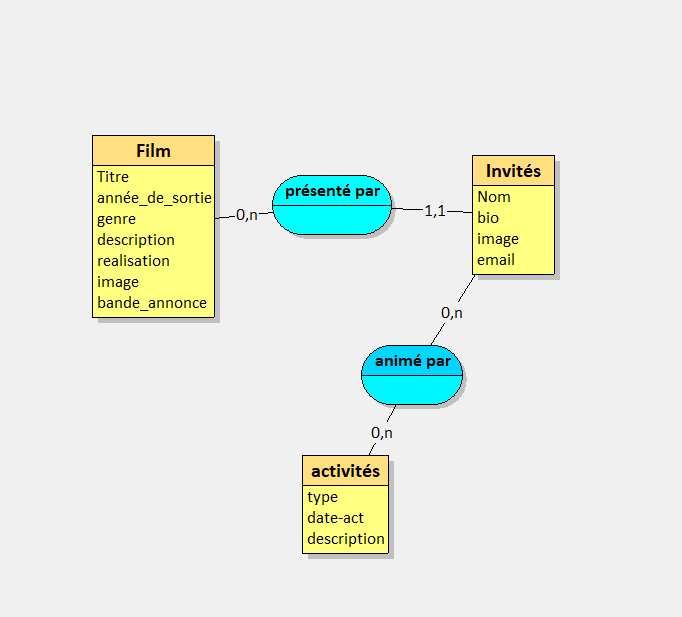 Film
Titre
année_de_sortie
genre
description
realisation
image
bande_annonce
0,n
présenté par
1,1
Invités
Nom
bio
image
email
0,n
animé par
0,n
activités
type
date-act
description